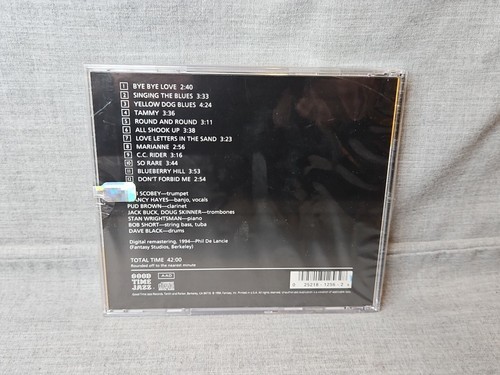 1 BYE BYE LOVE 2:40
2 SINGING THE BLUES 3:33
3 YELLOW DOG BLUES 4:24
4 TAMMY 3:36
5 ROUND AND ROUND 3:11
6 ALL SHOOK UP 3:38
7 LOVE LETTERS IN THE SAND 3:23
8 MARIANNE 2:56
9 C.C. RIDER 3:16
10 SO RARE 3:44
11 BLUEBERRY HILL 3:53
12 DON'T FORBID ME 2:54
SCOBEY—trumpet
HAYES—banjo, vocals
PUD BROWN—clarinet
JACK BUCK, DOUG SKINNER—trombones
STAN WRIGHTSMAN—piano
BOB SHORT—string bass, tuba
DAVE BLACK—drums
Digital remastering, 1994—Phil De Lancie
(Fantasy Studios, Berkeley)
TOTAL TIME 42:00
Rounded off to the nearest minute
GOOD TIME JAZZ
AAD
0 25218-1206-2